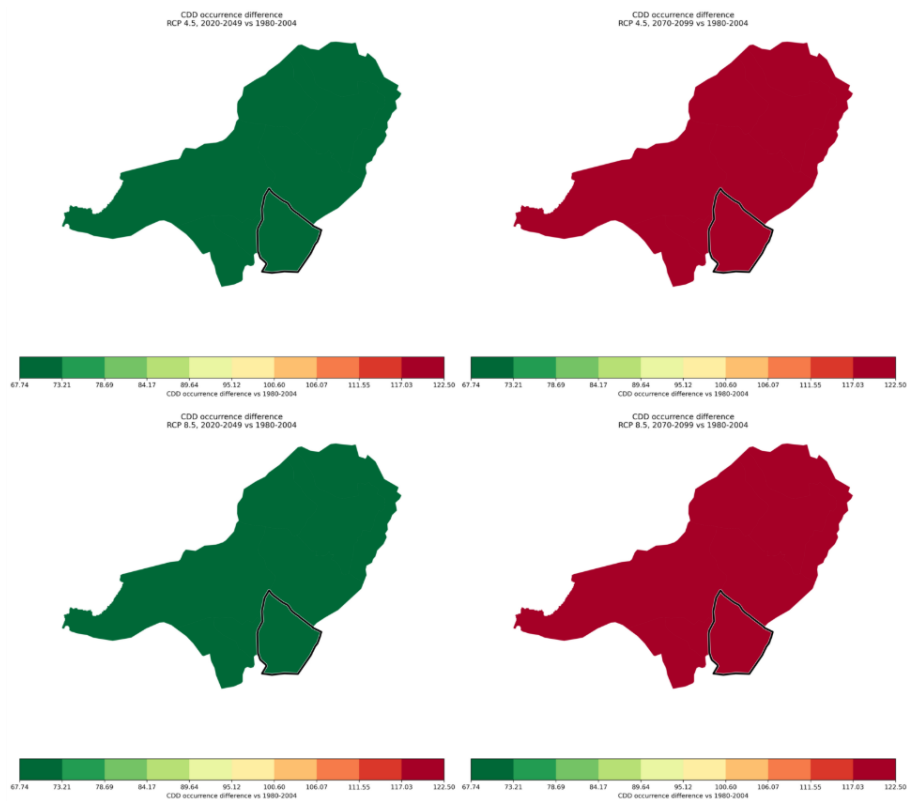 CDD occurrence difference
RCP 4.5, 2020-2049 vs 1980-2004
CDD occurrence difference
RCP 4.5, 2070-2099 vs 1980-2004
67.74 73.21 78.69 84.17 89.64 95.12 100.60 106.07 111.55 117.03 122.50
CDD occurrence difference vs 1980-2004
67.74 73.21 78.69 84.17 89.64 95.12 100.60 106.07 111.55 117.03 122.50
CDD occurrence difference vs 1980-2004
CDD occurrence difference
RCP 8.5, 2020-2049 vs 1980-2004
CDD occurrence difference
RCP 8.5, 2070-2099 vs 1980-2004
67.74 73.21 78.69 84.17 89.64 95.12 100.60 106.07 111.55 117.03 122.50
CDD occurrence difference vs 1980-2004
67.74 73.21 78.69 84.17 89.64 95.12 100.60 106.07 111.55 117.03 122.50
CDD occurrence difference vs 1980-2004